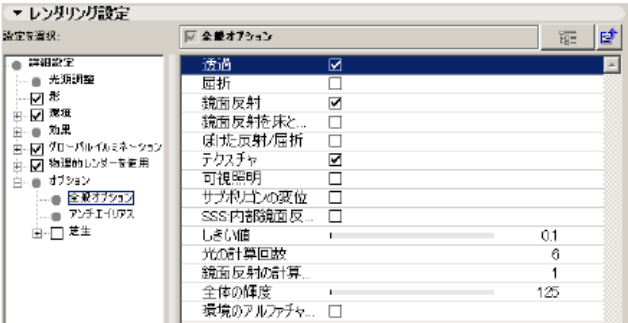 レンダリング設定
設定を選択:
全般オプション
詳細設定
光源調整
形
環境
効果
グローバルイルミネーション
物理的レンダーを使用
オプション
全般オプション
アンチエイリアス
芝生
透過
屈折
鏡面反射
鏡面反射を床と...
ぼけた反射/屈折
テクスチャ
可視照明
サブポリゴンの変位
SSS:内部鏡面反...
しきい値 0.1
光の計算回数 6
鏡面反射の計算... 1
全体の輝度 125
環境のアルファチャ...